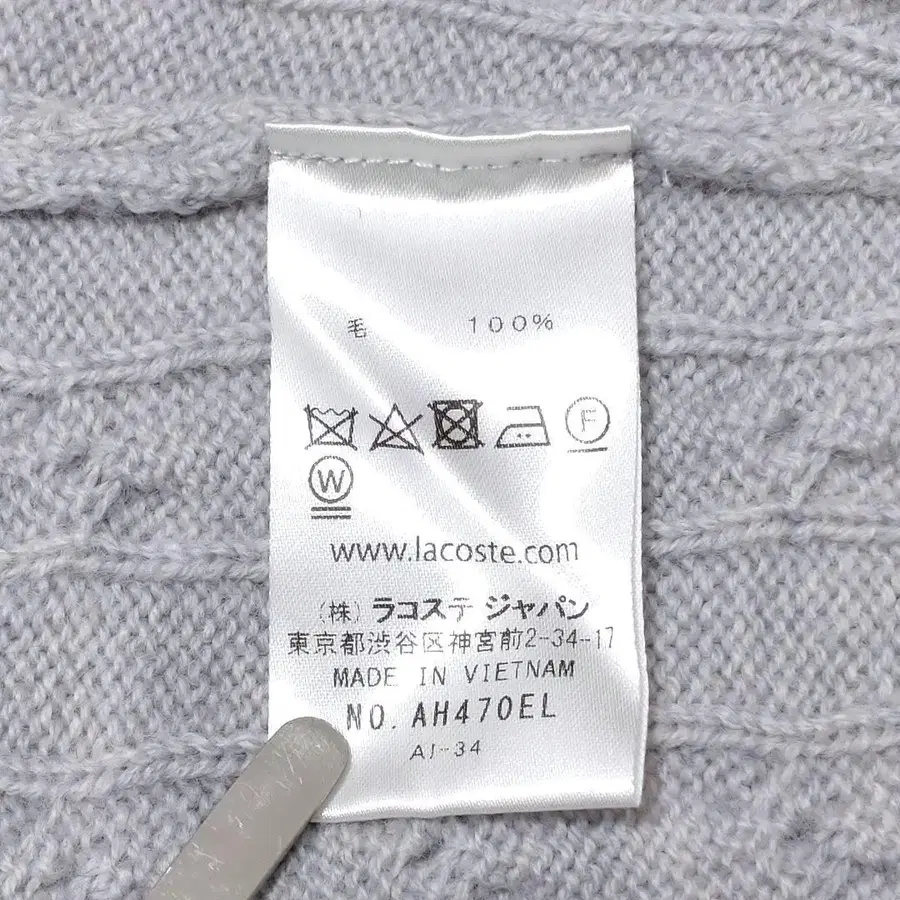 毛 100%
F
W
www.lacoste.com
(株) ラコステ ジャパン
東京都渋谷区神宮前2-34-17
MADE IN VIETNAM
NO. AH470EL
AJ-34